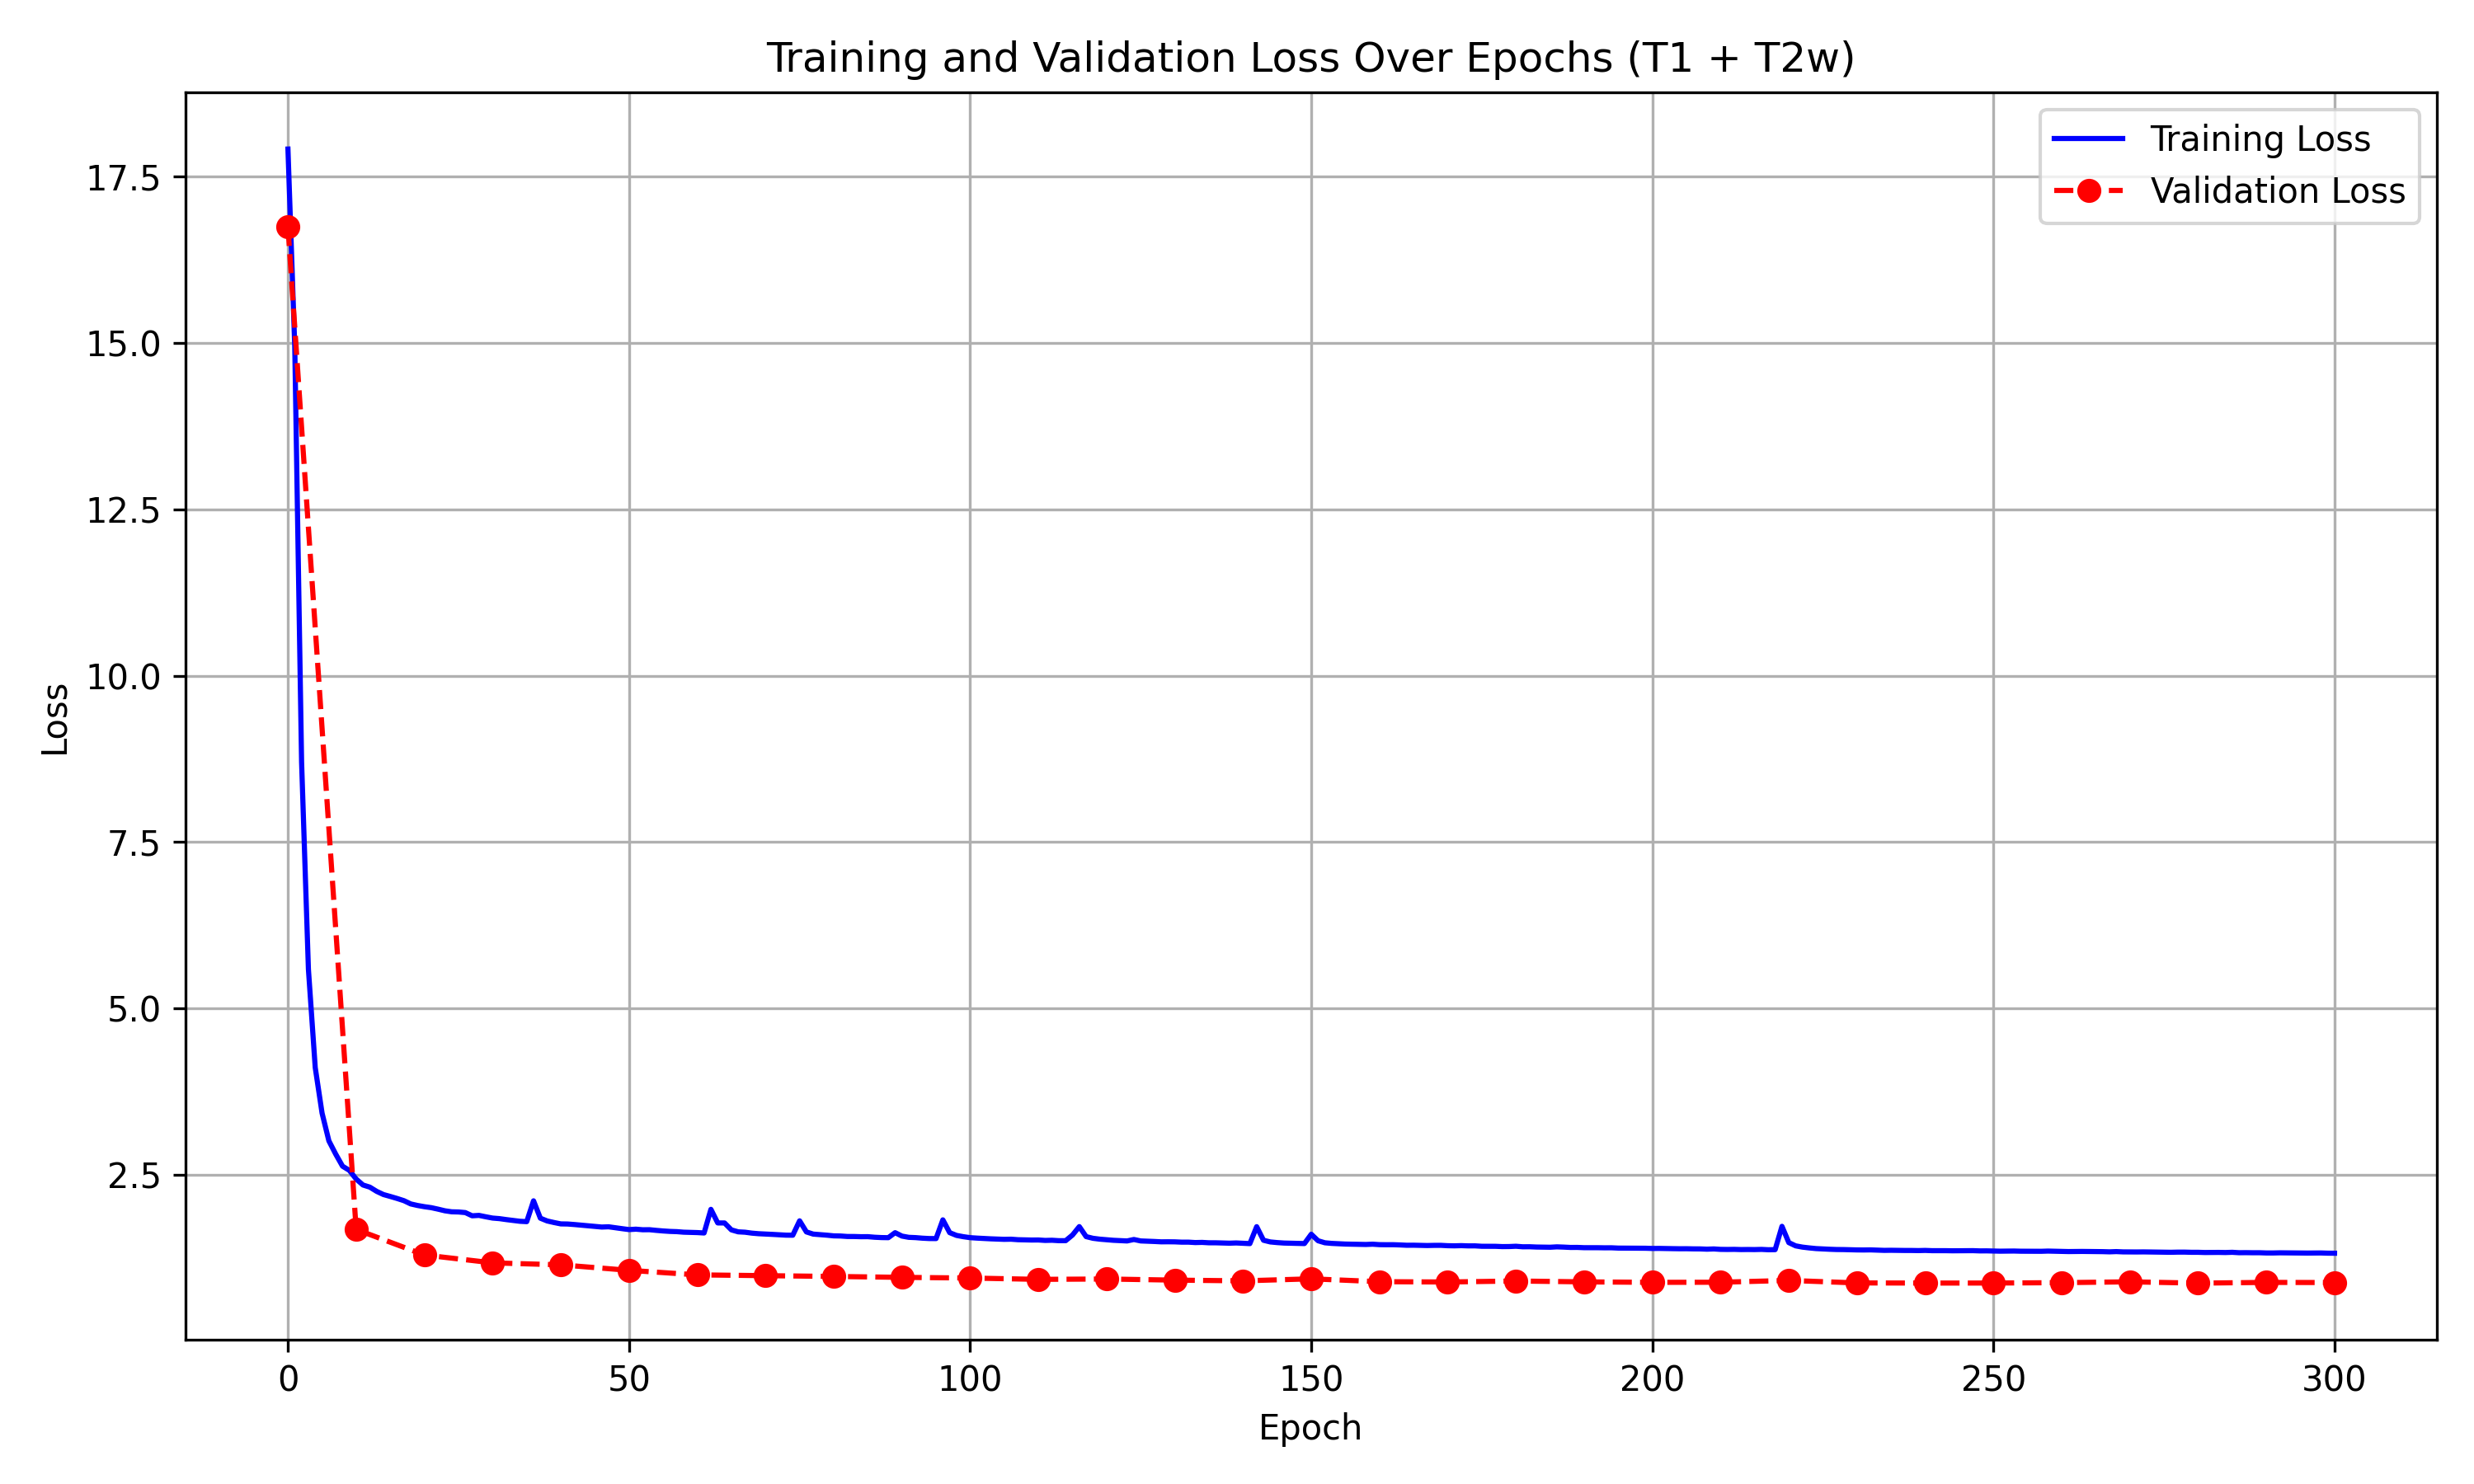 Training and Validation Loss Over Epochs (T1 + T2w)
Training Loss
Validation Loss
17.5
15.0
12.5
10.0
7.5
5.0
2.5
Loss
0 50 100 150 200 250 300
Epoch